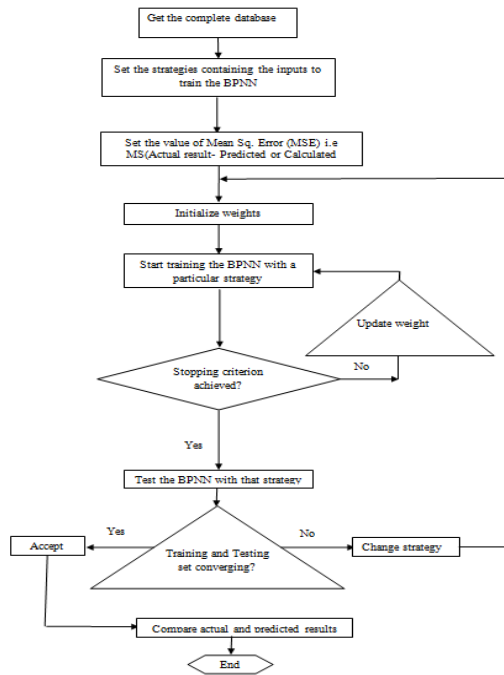 Get the complete database
Set the strategies containing the inputs to
train the BPNN
Set the value of Mean Sq. Error (MSE) i.e
MS(Actual result- Predicted or Calculated
Initialize weights
Start training the BPNN with a
particular strategy
Update weight
Stopping criterion
achieved?
No
Yes
Test the BPNN with that strategy
Yes
No
Accept
Training and Testing
set converging?
Change strategy
Compare actual and predicted results
End